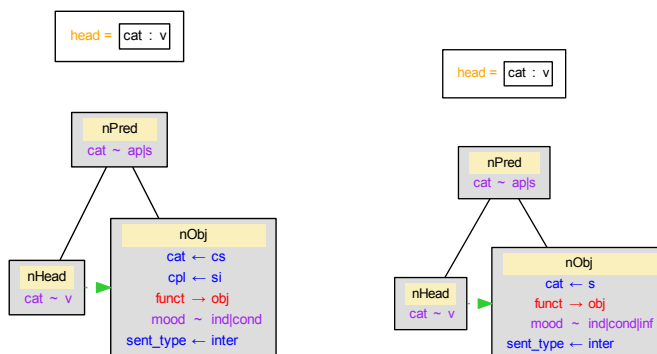 head = cat : v
nPred
cat ~ ap|s
nObj
cat ← cs
cpl ← si
funct → obj
mood ~ ind|cond
sent_type ← inter
nHead
cat ~ v
head = cat : v
nPred
cat ~ ap|s
nObj
cat ← s
funct → obj
mood ~ ind|cond|inf
sent_type ← inter
nHead
cat ~ v